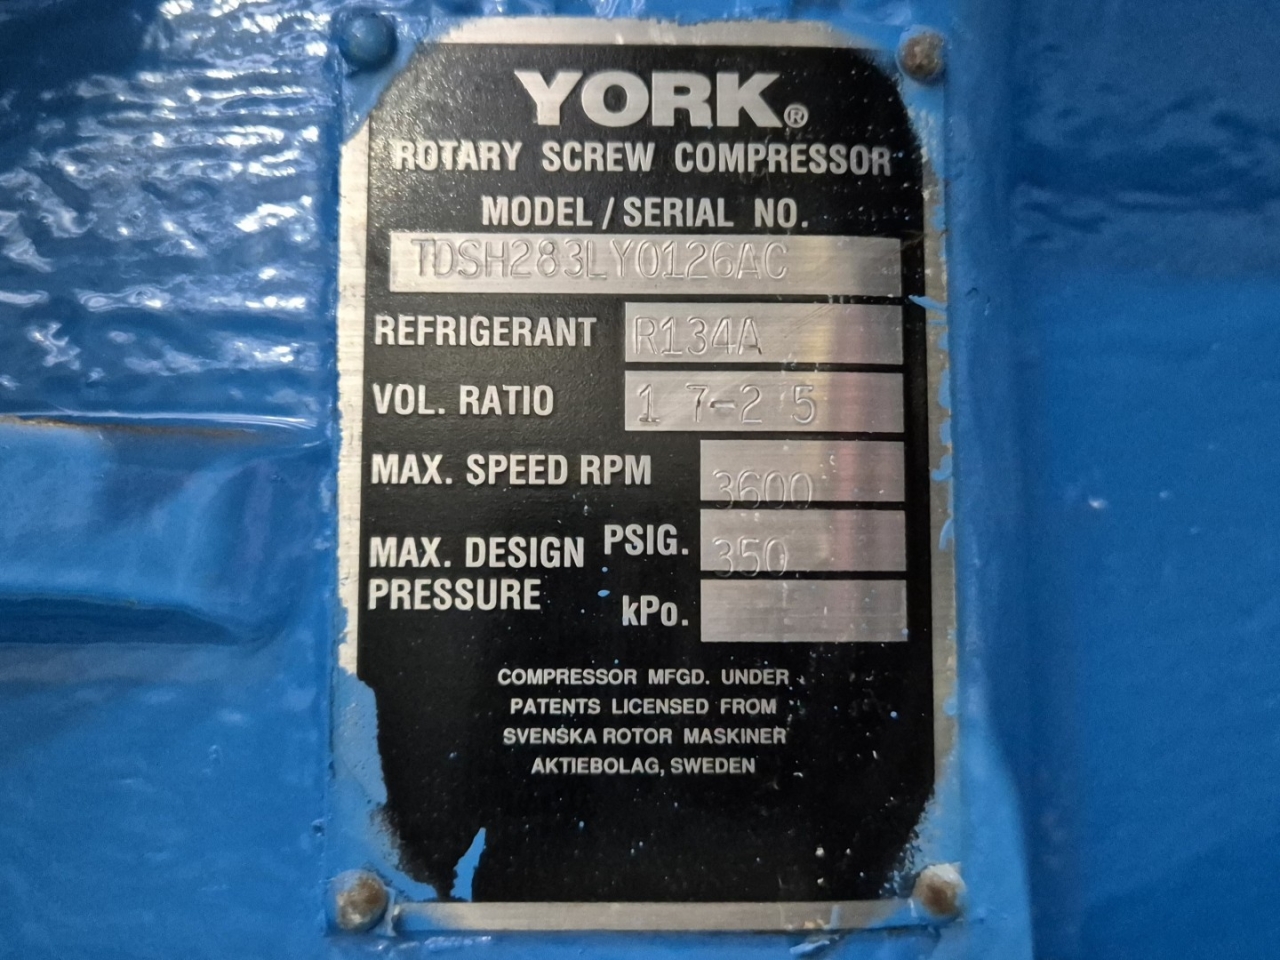 YORK®
ROTARY SCREW COMPRESSOR
MODEL / SERIAL NO.
TDSH283LY0126AC
REFRIGERANT R134A
VOL. RATIO 1 7-2 5
MAX. SPEED RPM 3600
MAX. DESIGN PRESSURE PSIG. 350
kPo.
COMPRESSOR MFGD. UNDER
PATENTS LICENSED FROM
SVENSKA ROTOR MASKINER
AKTIEBOLAG, SWEDEN